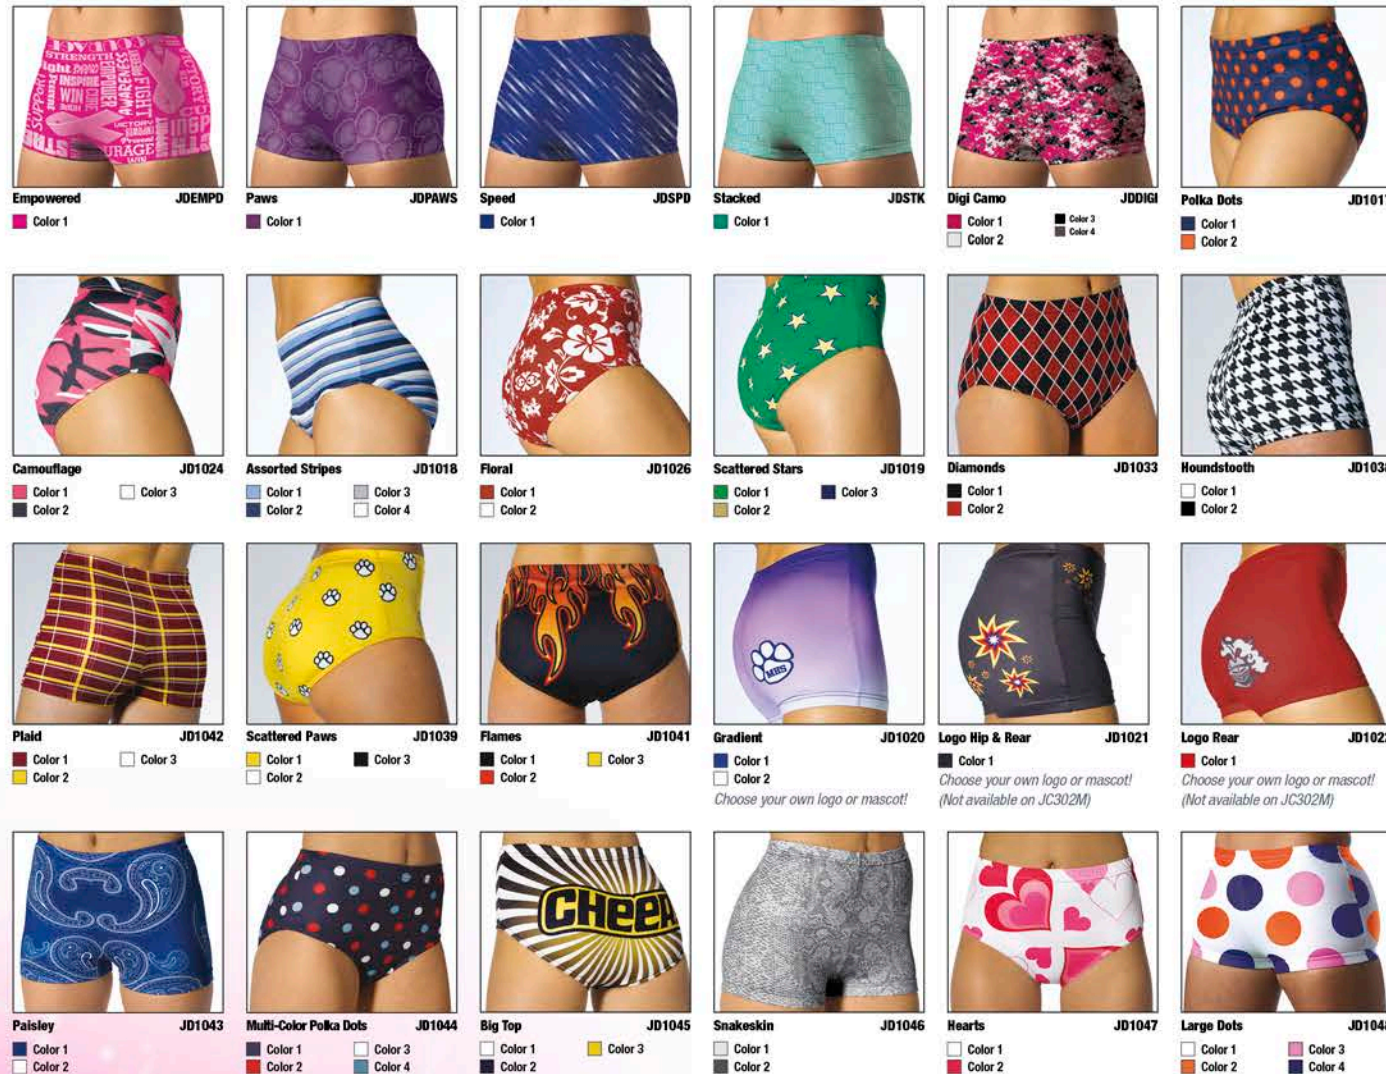 Empowered JDEMPD
Color 1
Paws JDPAWS
Color 1
Speed JDSPD
Color 1
Stacked JDSTK
Color 1
Digi Camo JDDIGI
Color 1 Color 3
Color 2 Color 4
Polka Dots JD1017
Color 1
Color 2
Camouflage JD1024
Color 1 Color 3
Color 2
Assorted Stripes JD1018
Color 1 Color 3
Color 2 Color 4
Floral JD1026
Color 1
Color 2
Scattered Stars JD1019
Color 1 Color 3
Color 2
Diamonds JD1033
Color 1
Color 2
Houndstooth JD1038
Color 1
Color 2
Plaid JD1042
Color 1 Color 3
Color 2
Scattered Paws JD1039
Color 1 Color 3
Color 2
Flames JD1041
Color 1 Color 3
Color 2
MHS
Gradient JD1020
Color 1
Color 2
Choose your own logo or mascot!
Logo Hip & Rear JD1021
Color 1
Choose your own logo or mascot!
(Not available on JC302M)
Logo Rear JD1022
Color 1
Choose your own logo or mascot!
(Not available on JC302M)
Paisley JD1043
Color 1
Color 2
Multi-Color Polka Dots JD1044
Color 1 Color 3
Color 2 Color 4
CHEER
Big Top JD1045
Color 1 Color 3
Color 2
Snakeskin JD1046
Color 1
Color 2
Hearts JD1047
Color 1
Color 2
Large Dots JD1048
Color 1 Color 3
Color 2 Color 4